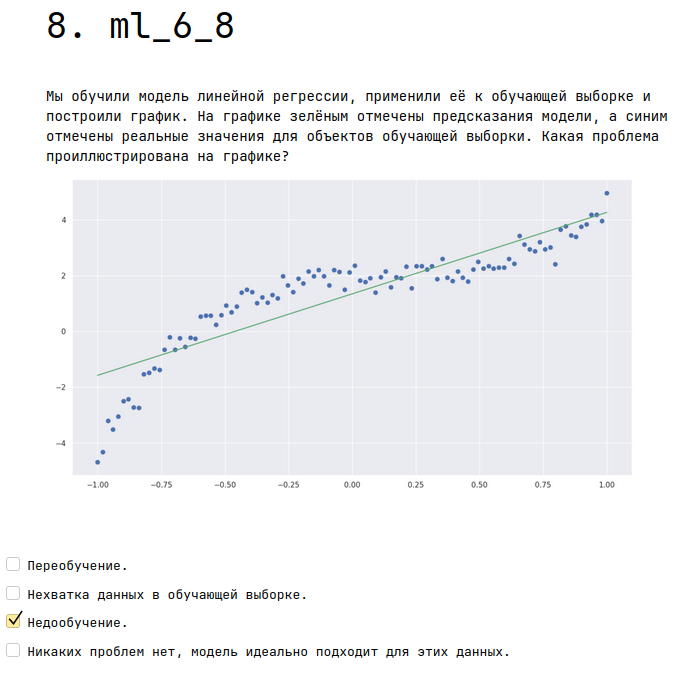 8. ml_6_8
Мы обучили модель линейной регрессии, применили её к обучающей выборке и
построили график. На графике зелёным отмечены предсказания модели, а синим
отмечены реальные значения для объектов обучающей выборки. Какая проблема
проиллюстрирована на графике?
4
2
0
−2
−4
−1.00 −0.75 −0.50 −0.25 0.00 0.25 0.50 0.75 1.00
Переобучение.
Нехватка данных в обучающей выборке.
Недообучение.
Никаких проблем нет, модель идеально подходит для этих данных.